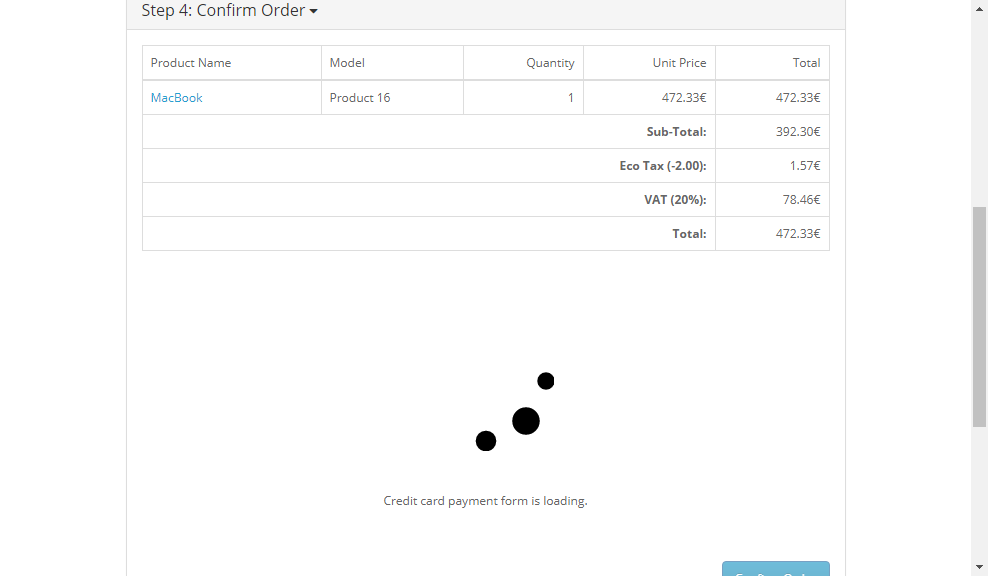 Step 4: Confirm Order
Product Name Model Quantity Unit Price Total
MacBook Product 16 1 472.33€ 472.33€
Sub-Total: 392.30€
Eco Tax (-2.00): 1.57€
VAT (20%): 78.46€
Total: 472.33€
Credit card payment form is loading.
Confirm Order